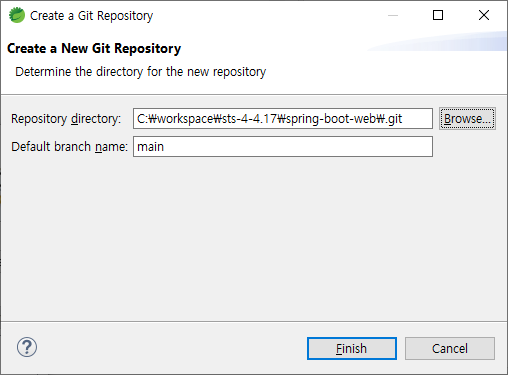 Create a Git Repository
Create a New Git Repository
Determine the directory for the new repository
Repository directory: C:₩workspace₩sts-4-4.17₩spring-boot-web₩.git Browse...
Default branch name: main
? Finish Cancel